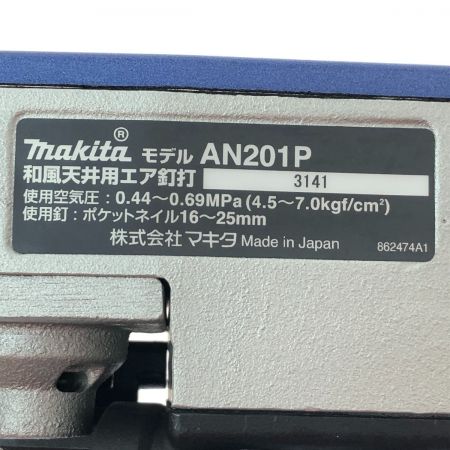 makita® モデル AN201P
和風天井用エア釘打 3141
使用空気圧：0.44～0.69MPa (4.5～7.0kgf/cm²)
使用釘：ポケットネイル16～25mm
株式会社 マキタ Made in Japan 862474A1